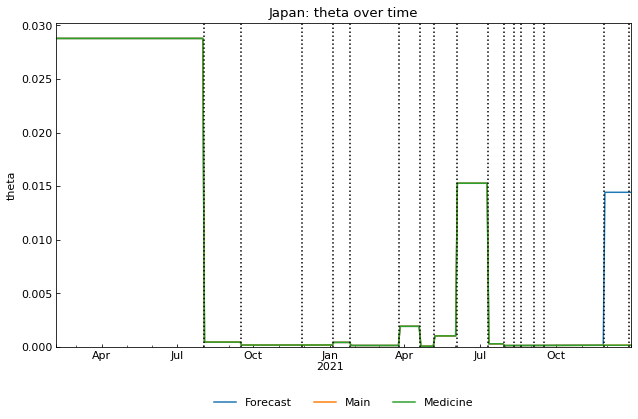 Japan: theta over time
0.030
0.025
0.020
0.015
0.010
0.005
0.000
theta
Apr Jul Oct Jan Apr Jul Oct
2021
Forecast Main Medicine